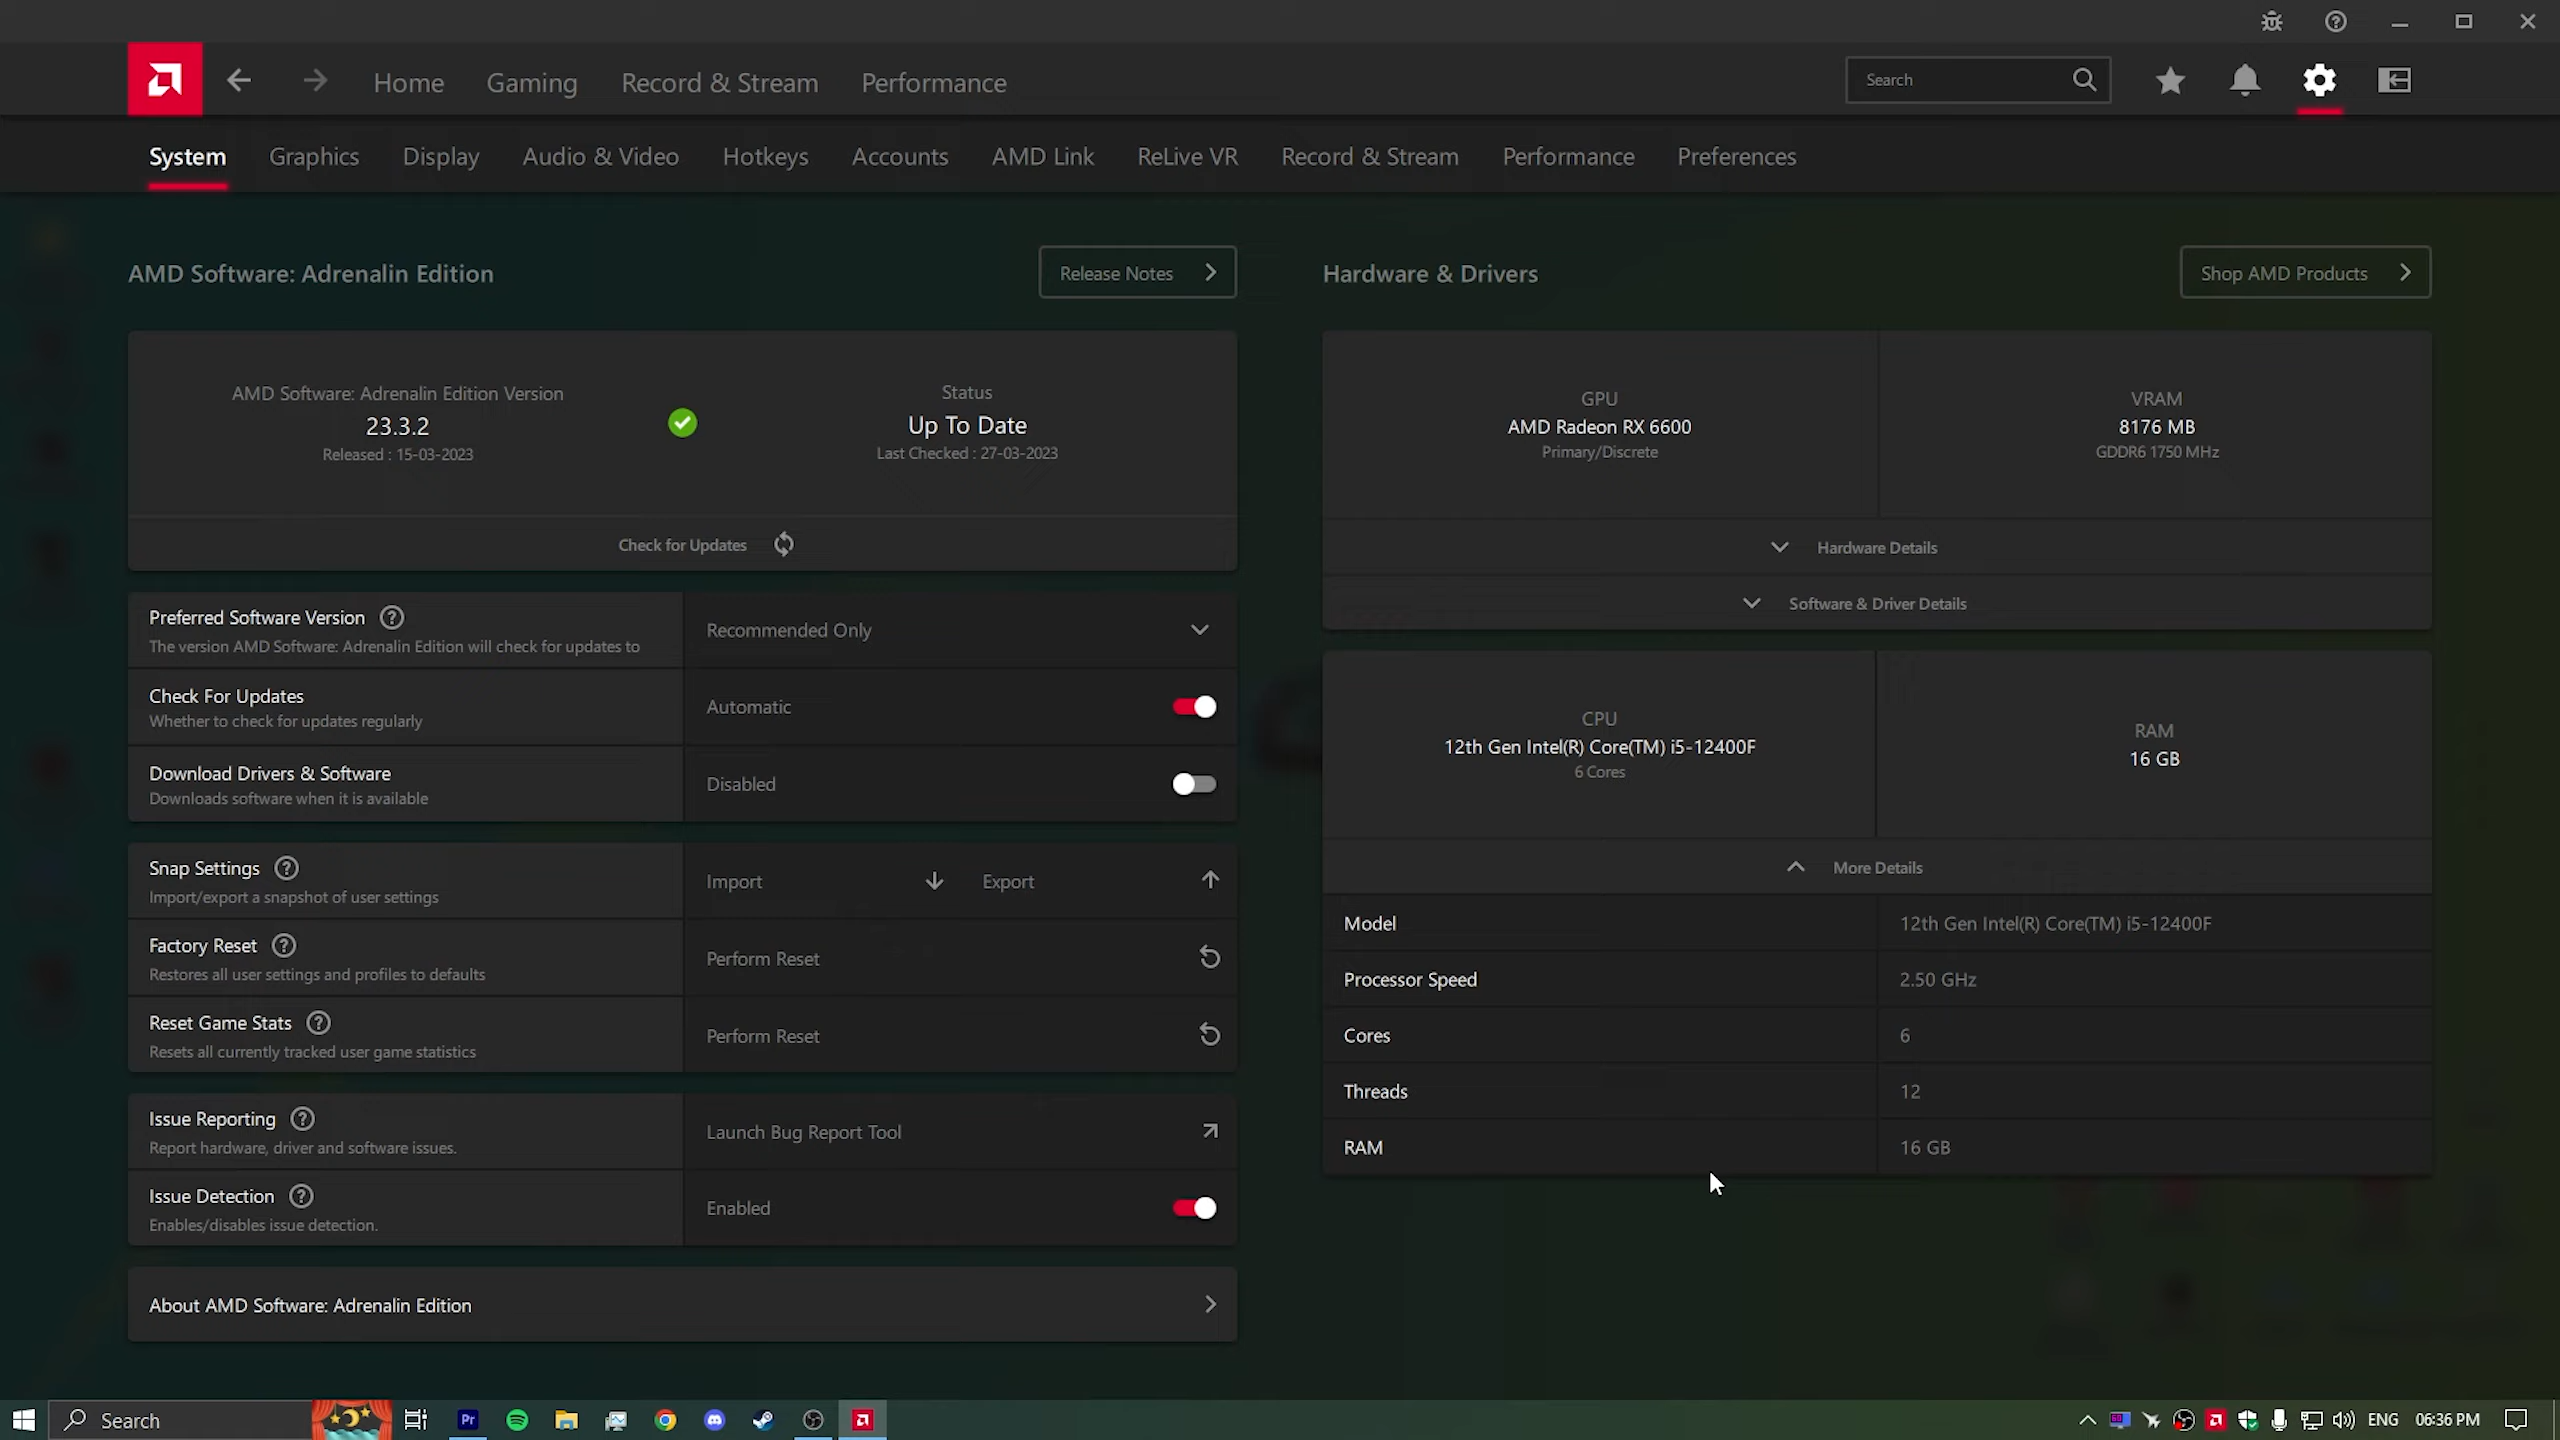 Home
Gaming
Record & Stream
Performance
Search
System
Graphics
Display
Audio & Video
Hotkeys
Accounts
AMD Link
ReLive VR
Record & Stream
Performance
Preferences
AMD Software: Adrenalin Edition
Release Notes
AMD Software: Adrenalin Edition Version
23.3.2
Released : 15-03-2023
Status
Up To Date
Last Checked : 27-03-2023
Check for Updates
Preferred Software Version
The version AMD Software: Adrenalin Edition will check for updates to
Recommended Only
Check For Updates
Whether to check for updates regularly
Automatic
Download Drivers & Software
Downloads software when it is available
Disabled
Snap Settings
Import/export a snapshot of user settings
Import
Export
Factory Reset
Restores all user settings and profiles to defaults
Perform Reset
Reset Game Stats
Resets all currently tracked user game statistics
Perform Reset
Issue Reporting
Report hardware, driver and software issues.
Launch Bug Report Tool
Issue Detection
Enables/disables issue detection.
Enabled
About AMD Software: Adrenalin Edition
Hardware & Drivers
Shop AMD Products
GPU
AMD Radeon RX 6600
Primary/Discrete
VRAM
8176 MB
GDDR6 1750 MHz
Hardware Details
Software & Driver Details
CPU
12th Gen Intel(R) Core(TM) i5-12400F
6 Cores
RAM
16 GB
More Details
Model
12th Gen Intel(R) Core(TM) i5-12400F
Processor Speed
2.50 GHz
Cores
6
Threads
12
RAM
16 GB
Search
Pr
ENG
06:36 PM